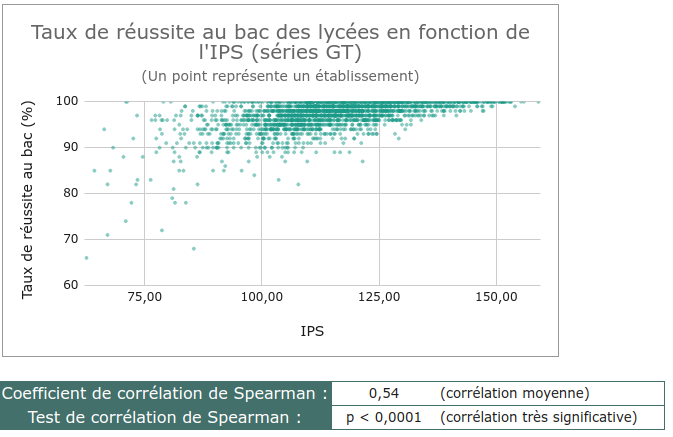 Taux de réussite au bac des lycées en fonction de
l'IPS (séries GT)
(Un point représente un établissement)
Taux de réussite au bac (%)
100
90
80
70
60
75,00 100,00 125,00 150,00
IPS
Coefficient de corrélation de Spearman : 0,54 (corrélation moyenne)
Test de corrélation de Spearman : p < 0,0001 (corrélation très significative)